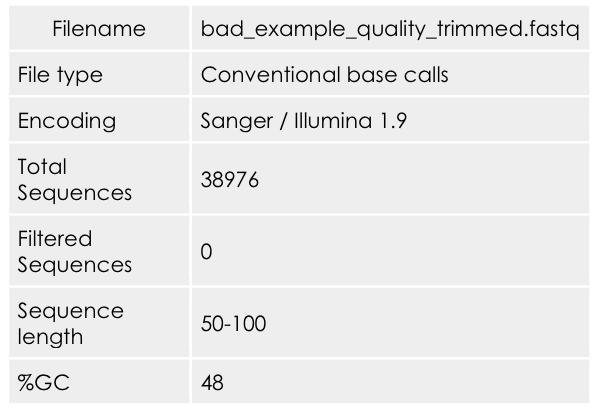 Filename bad_example_quality_trimmed.fastq
File type Conventional base calls
Encoding Sanger / Illumina 1.9
Total
Sequences
38976
Filtered
Sequences
0
Sequence
length
50-100
%GC 48